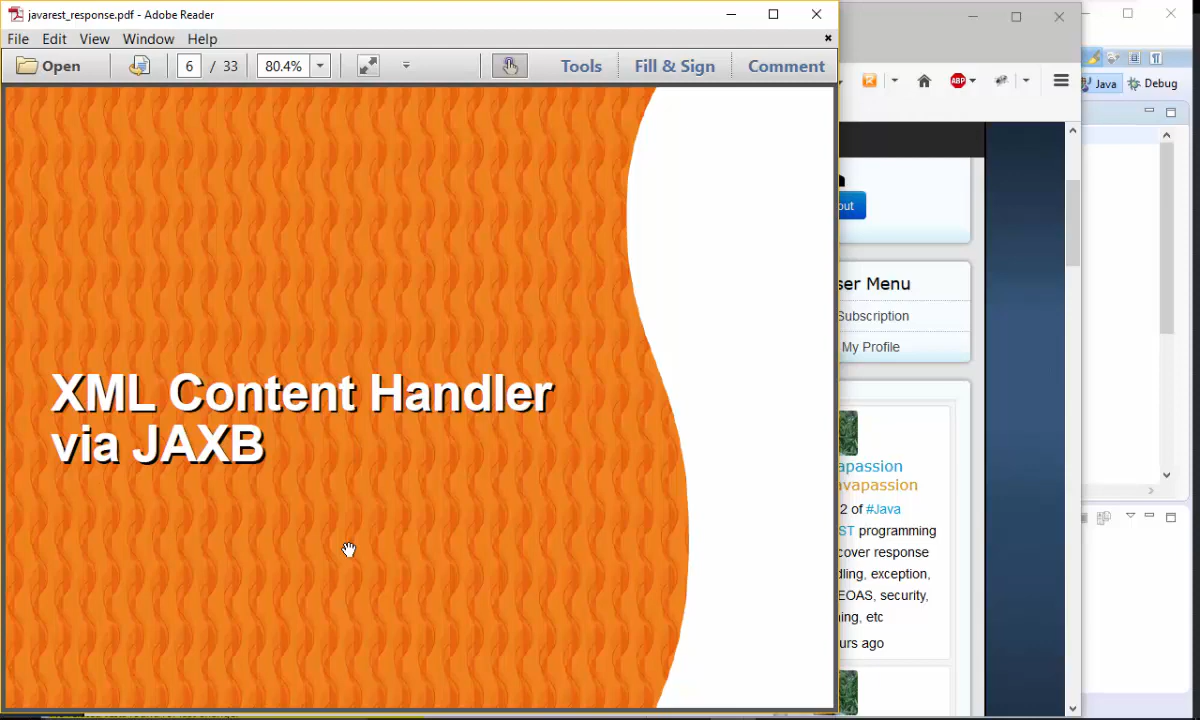 javarest_response.pdf - Adobe Reader
File Edit View Window Help
Open 6 / 33 80.4% Tools Fill & Sign Comment
XML Content Handler
via JAXB
ABP
Java Debug
out
ser Menu
Subscription
My Profile
apassion
vapassion
2 of #Java
ST programming
cover response
dling, exception,
EOAS, security,
ing, etc
urs ago